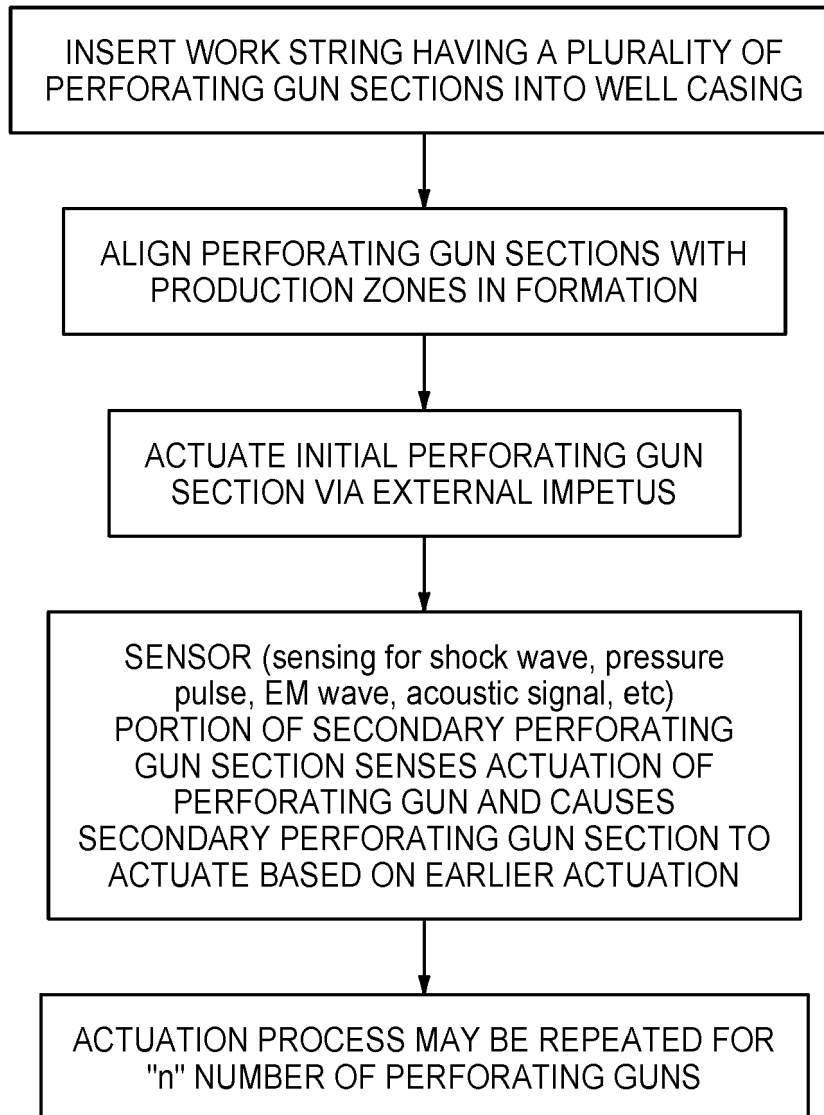 INSERT WORK STRING HAVING A PLURALITY OF
PERFORATING GUN SECTIONS INTO WELL CASING
ALIGN PERFORATING GUN SECTIONS WITH
PRODUCTION ZONES IN FORMATION
ACTUATE INITIAL PERFORATING GUN
SECTION VIA EXTERNAL IMPETUS
SENSOR (sensing for shock wave, pressure
pulse, EM wave, acoustic signal, etc)
PORTION OF SECONDARY PERFORATING
GUN SECTION SENSES ACTUATION OF
PERFORATING GUN AND CAUSES
SECONDARY PERFORATING GUN SECTION TO
ACTUATE BASED ON EARLIER ACTUATION
ACTUATION PROCESS MAY BE REPEATED FOR
"n" NUMBER OF PERFORATING GUNS